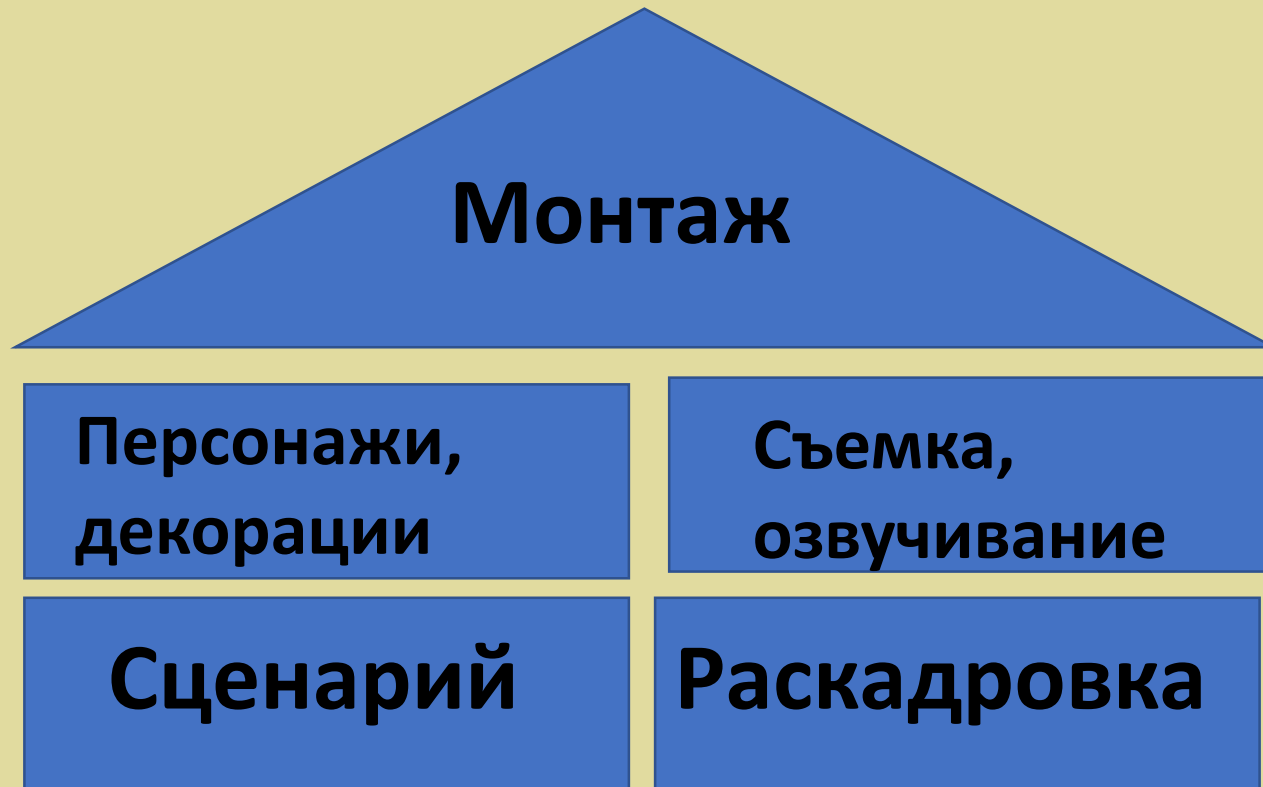 Монтаж
Персонажи,
декорации
Съемка,
озвучивание
Сценарий
Раскадровка